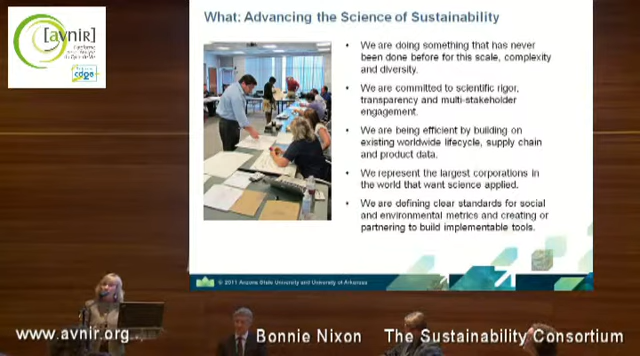 [avniR]
cd2e
What: Advancing the Science of Sustainability
• We are doing something that has never
been done before for this scale, complexity
and diversity.
• We are committed to scientific rigor,
transparency and multi-stakeholder
engagement.
• We are being efficient by building on
existing worldwide lifecycle, supply chain
and product data.
• We represent the largest corporations in
the world that want science applied.
• We are defining clear standards for social
and environmental metrics and creating or
partnering to build implementable tools.
© 2011 Arizona State University and University of Arkansas
www.avnir.org
Bonnie Nixon
The Sustainability Consortium